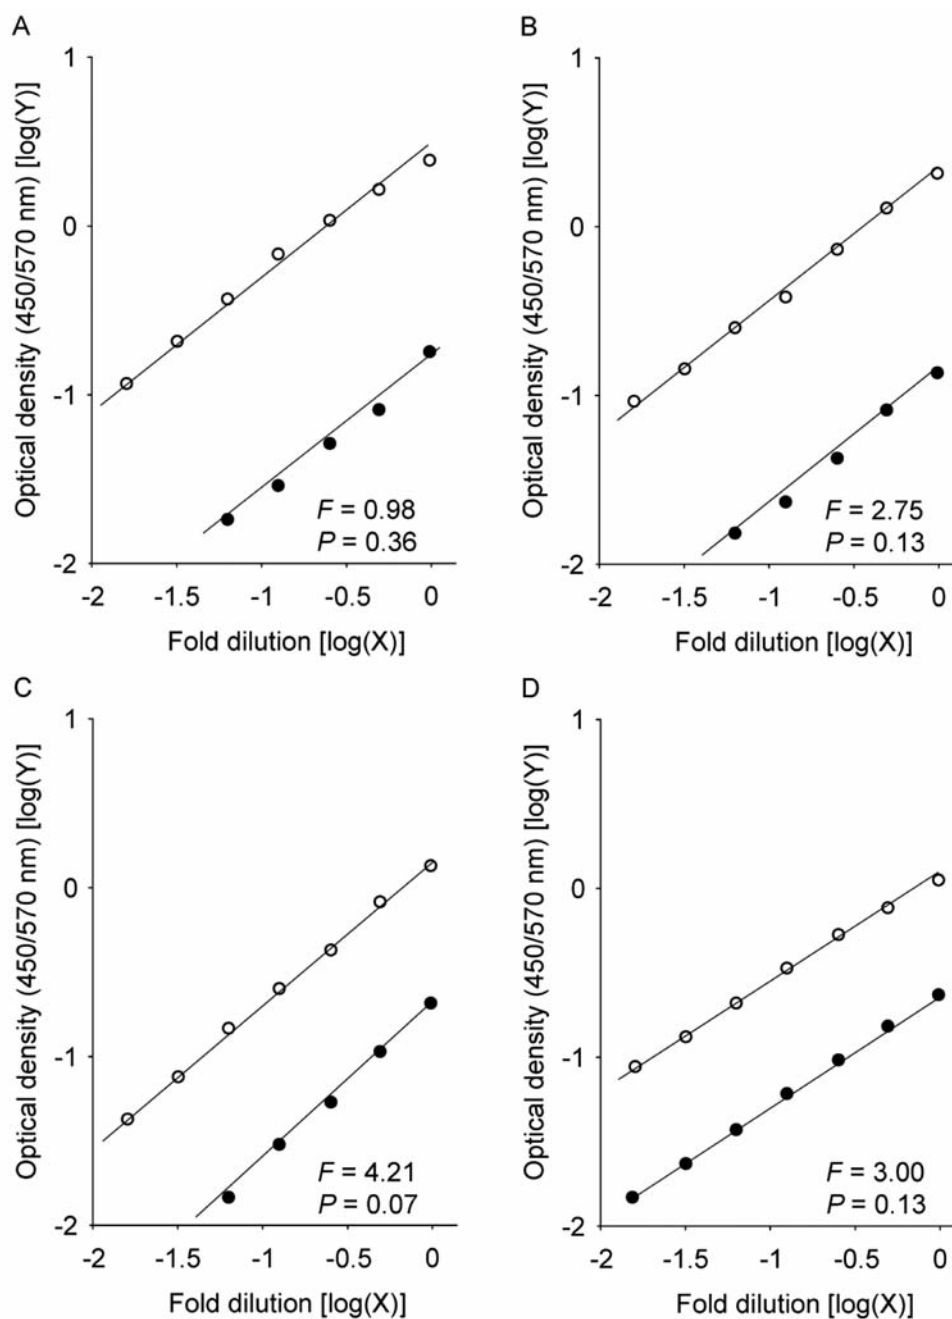 A
Optical density (450/570 nm) [log(Y)]
1
0
-1
-2
F = 0.98
P = 0.36
-2 -1.5 -1 -0.5 0
Fold dilution [log(X)]
B
Optical density (450/570 nm) [log(Y)]
1
0
-1
-2
F = 2.75
P = 0.13
-2 -1.5 -1 -0.5 0
Fold dilution [log(X)]
C
Optical density (450/570 nm) [log(Y)]
1
0
-1
-2
F = 4.21
P = 0.07
-2 -1.5 -1 -0.5 0
Fold dilution [log(X)]
D
Optical density (450/570 nm) [log(Y)]
1
0
-1
-2
F = 3.00
P = 0.13
-2 -1.5 -1 -0.5 0
Fold dilution [log(X)]